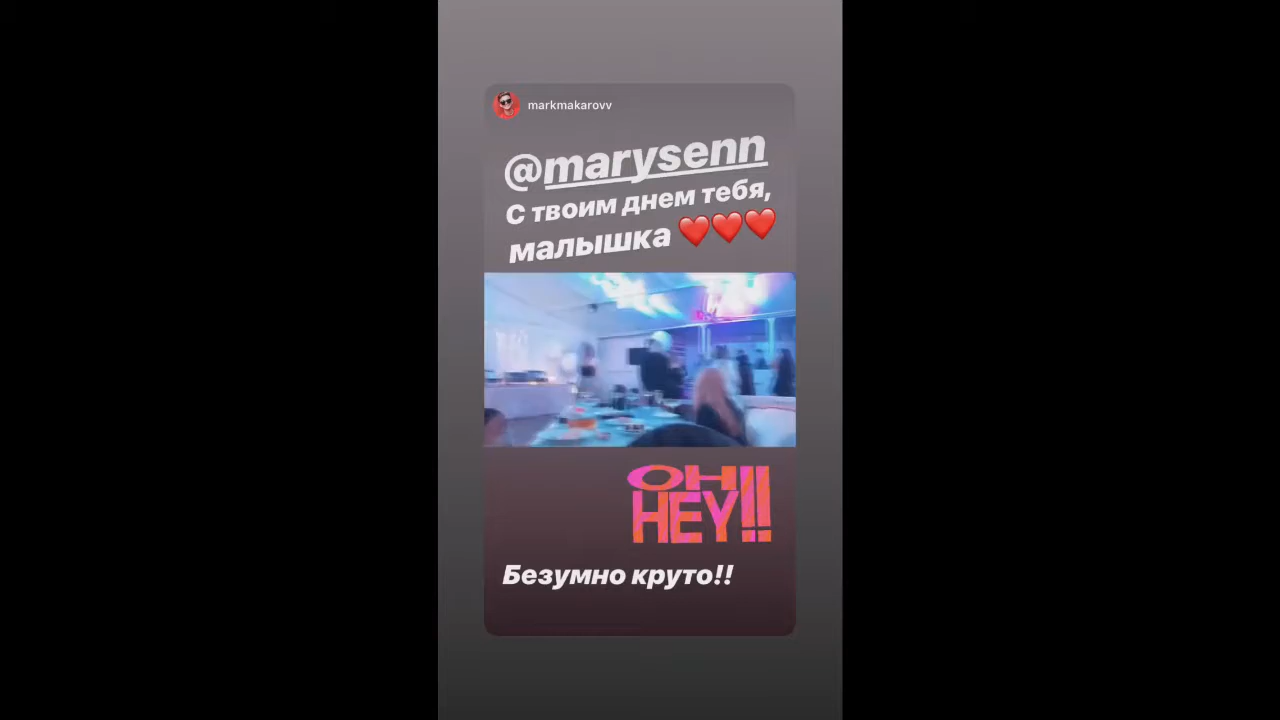 markmakarovv
@marysenn
С твоим днем тебя,
малышка ❤️❤️❤️
OH
HEY!!
Безумно круто!!